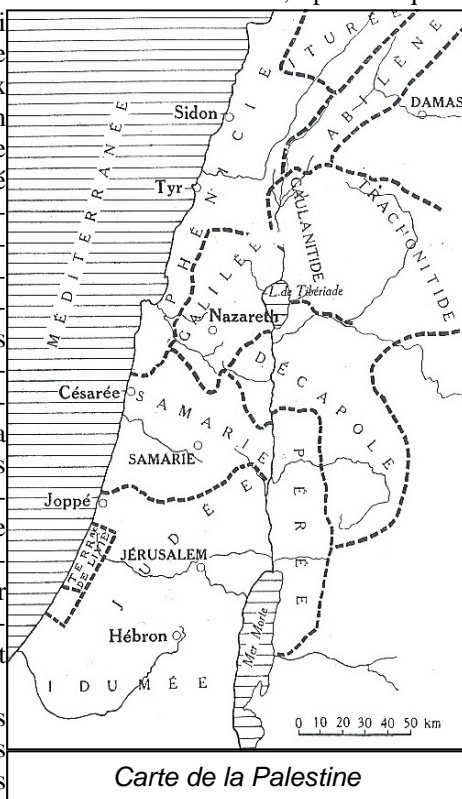 ITURÉE
ABILÈNE
DAMAS
Sidon
PHÉNICIE
Tyr
GAULANITIDE
TRACHONITIDE
MÉDITERRANÉE
GALILÉE
L. de Tibériade
Nazareth
DÉCAPOLE
Césarée
SAMARIE
SAMARIE
PÉRÉE
Joppé
JUDÉE
JÉRUSALEM
Hébron
Mer Morte
IDUMÉE
0 10 20 30 40 50 km
Carte de la Palestine